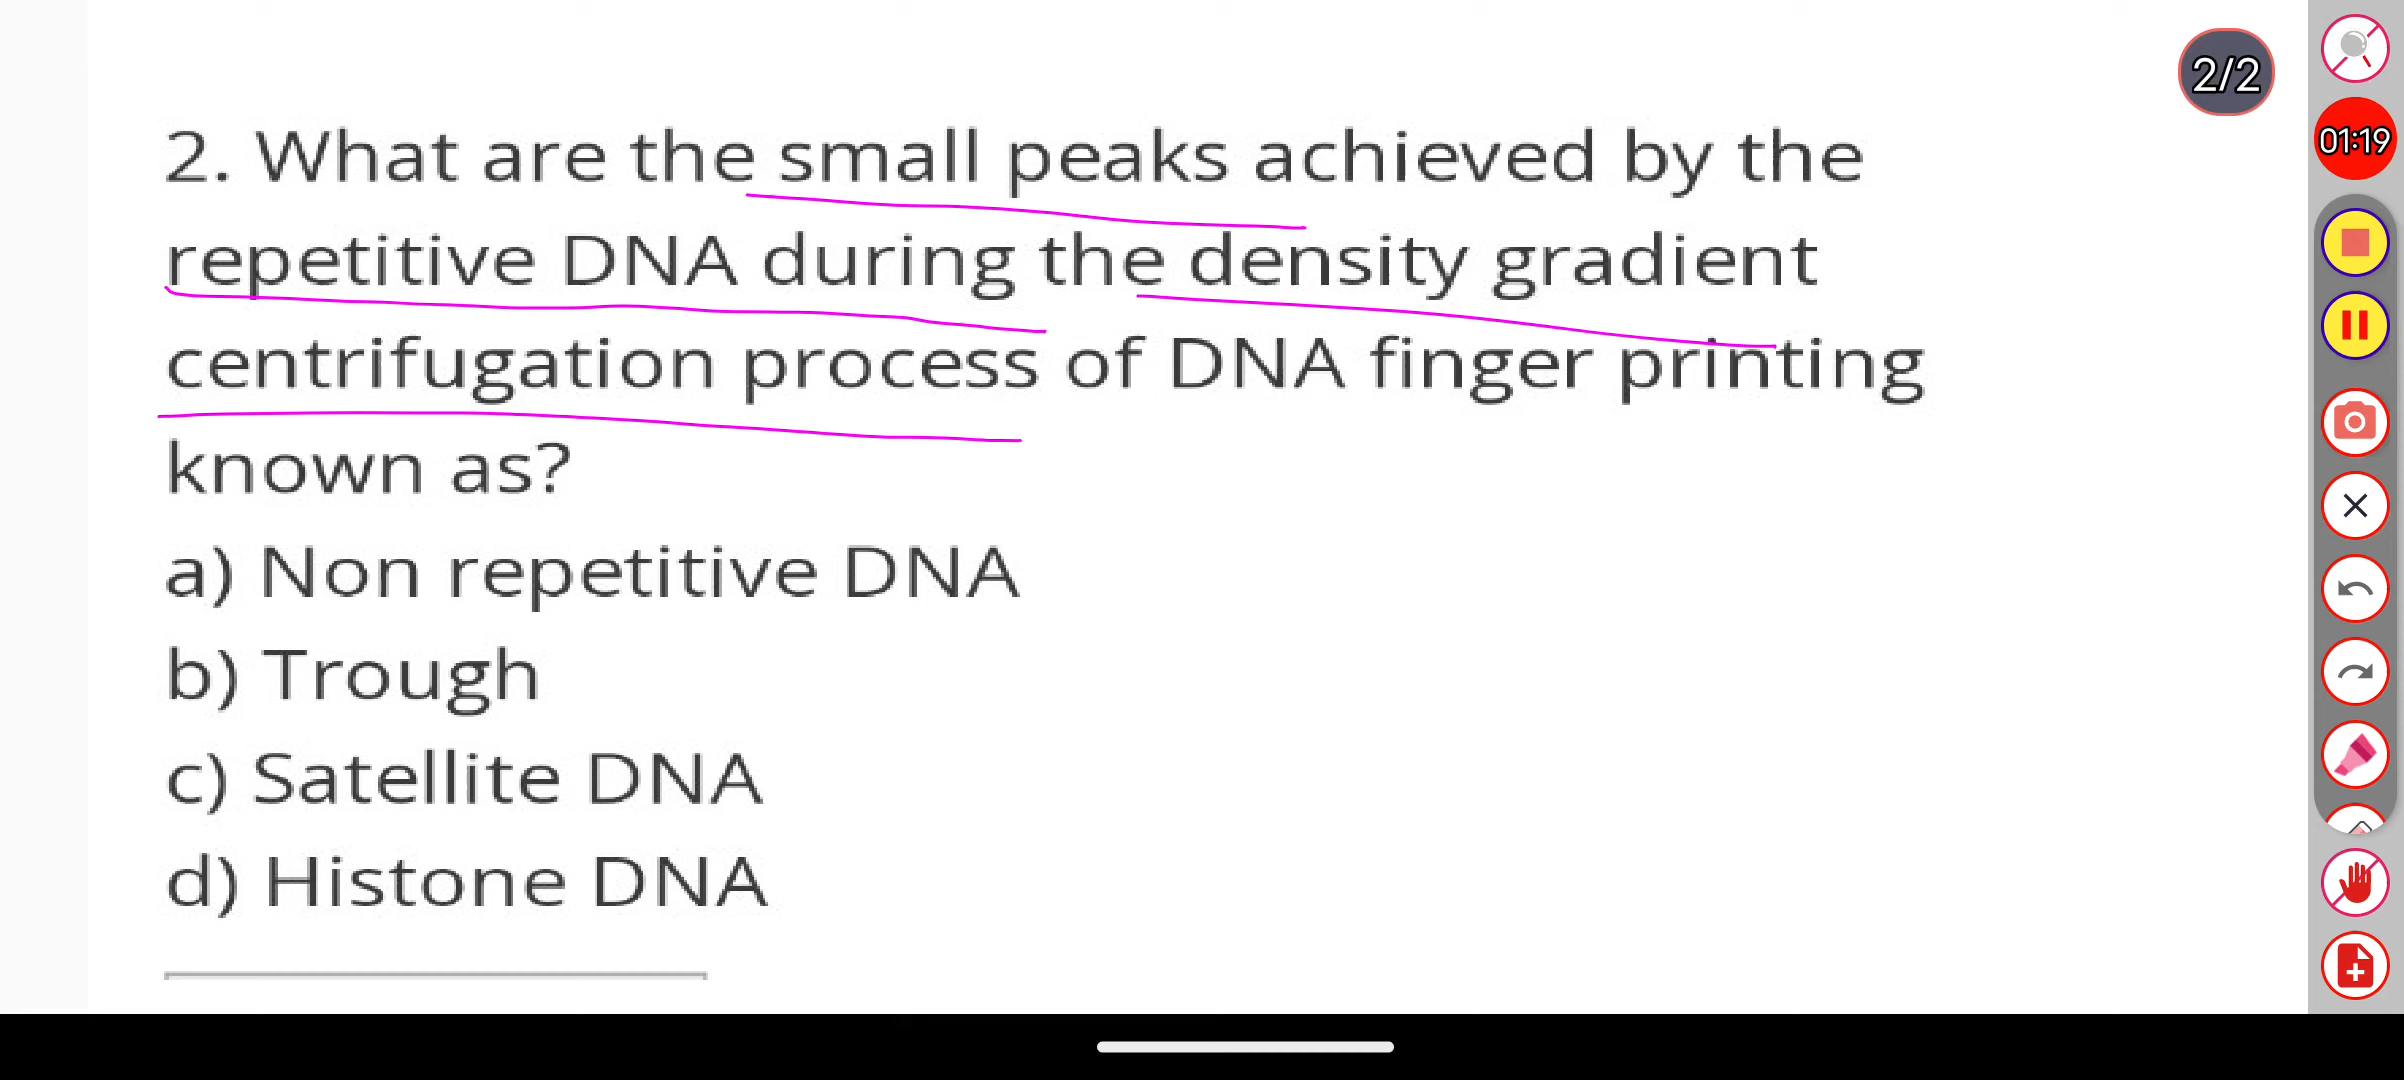 2/2
01:19
2. What are the small peaks achieved by the
repetitive DNA during the density gradient
centrifugation process of DNA finger printing
known as?
a) Non repetitive DNA
b) Trough
c) Satellite DNA
d) Histone DNA